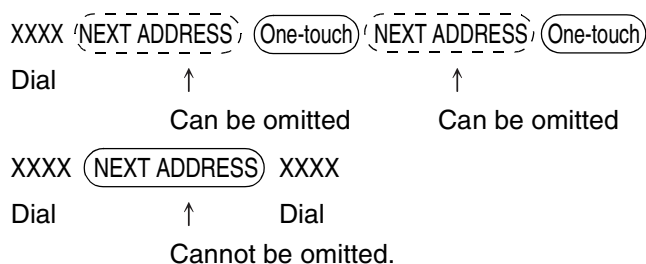 XXXX NEXT ADDRESS One-touch NEXT ADDRESS One-touch
Dial ↑ ↑
Can be omitted Can be omitted
XXXX NEXT ADDRESS XXXX
Dial ↑ Dial
Cannot be omitted.